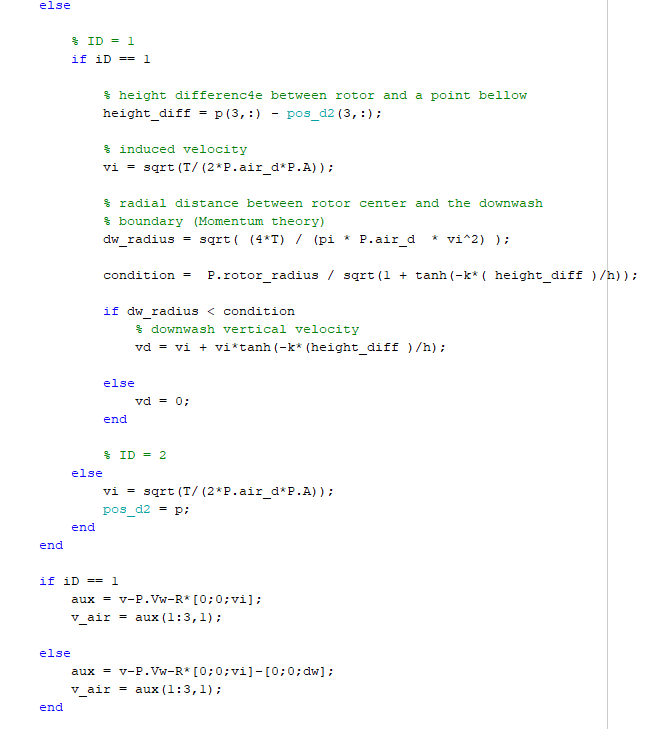 else
% ID = 1
if iD == 1
% height differenc4e between rotor and a point bellow
height_diff = p(3,:) - pos_d2(3,:);
% induced velocity
vi = sqrt(T/(2*P.air_d*P.A));
% radial distance between rotor center and the downwash
% boundary (Momentum theory)
dw_radius = sqrt( (4*T) / (pi * P.air_d  * vi^2) );
condition =  P.rotor_radius / sqrt(1 + tanh(-k*( height_diff )/h));
if dw_radius < condition
% downwash vertical velocity
vd = vi + vi*tanh(-k*(height_diff )/h);
else
vd = 0;
end
% ID = 2
else
vi = sqrt(T/(2*P.air_d*P.A));
pos_d2 = p;
end
end
if iD == 1
aux = v-P.Vw-R*[0;0;vi];
v_air = aux(1:3,1);
else
aux = v-P.Vw-R*[0;0;vi]-[0;0;dw];
v_air = aux(1:3,1);
end